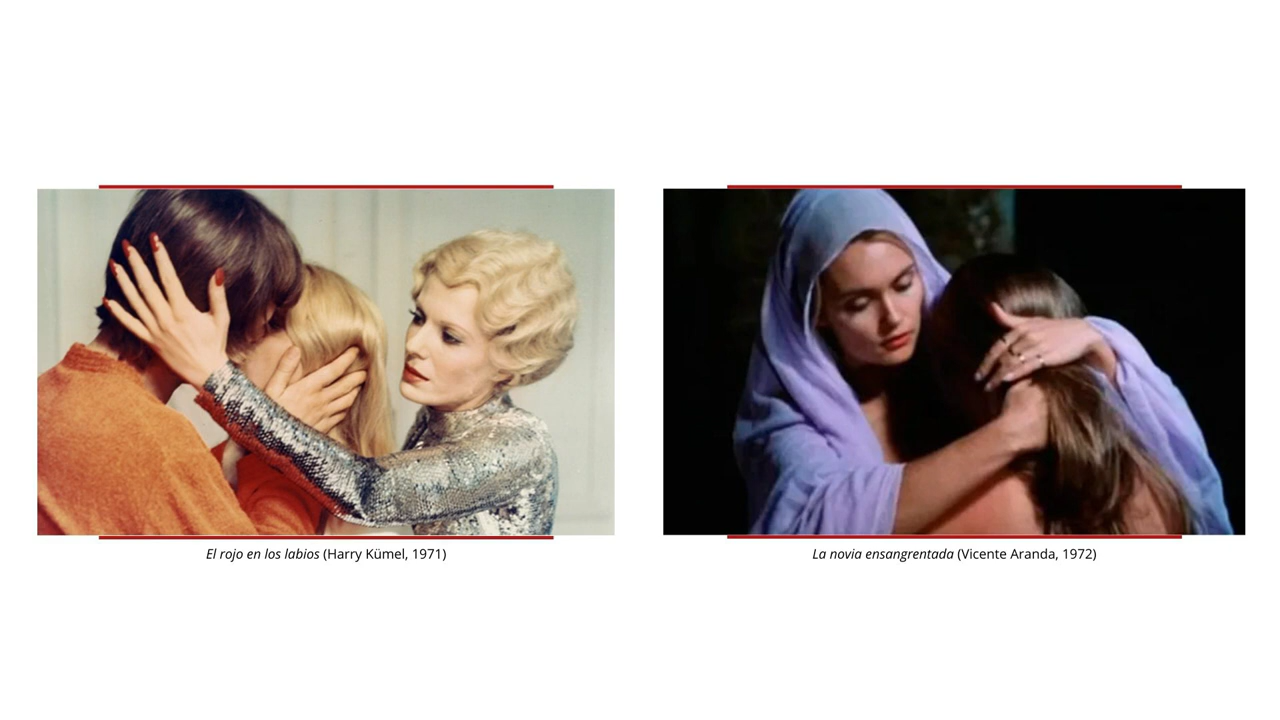 El rojo en los labios (Harry Kümel, 1971)
La novia ensangrentada (Vicente Aranda, 1972)